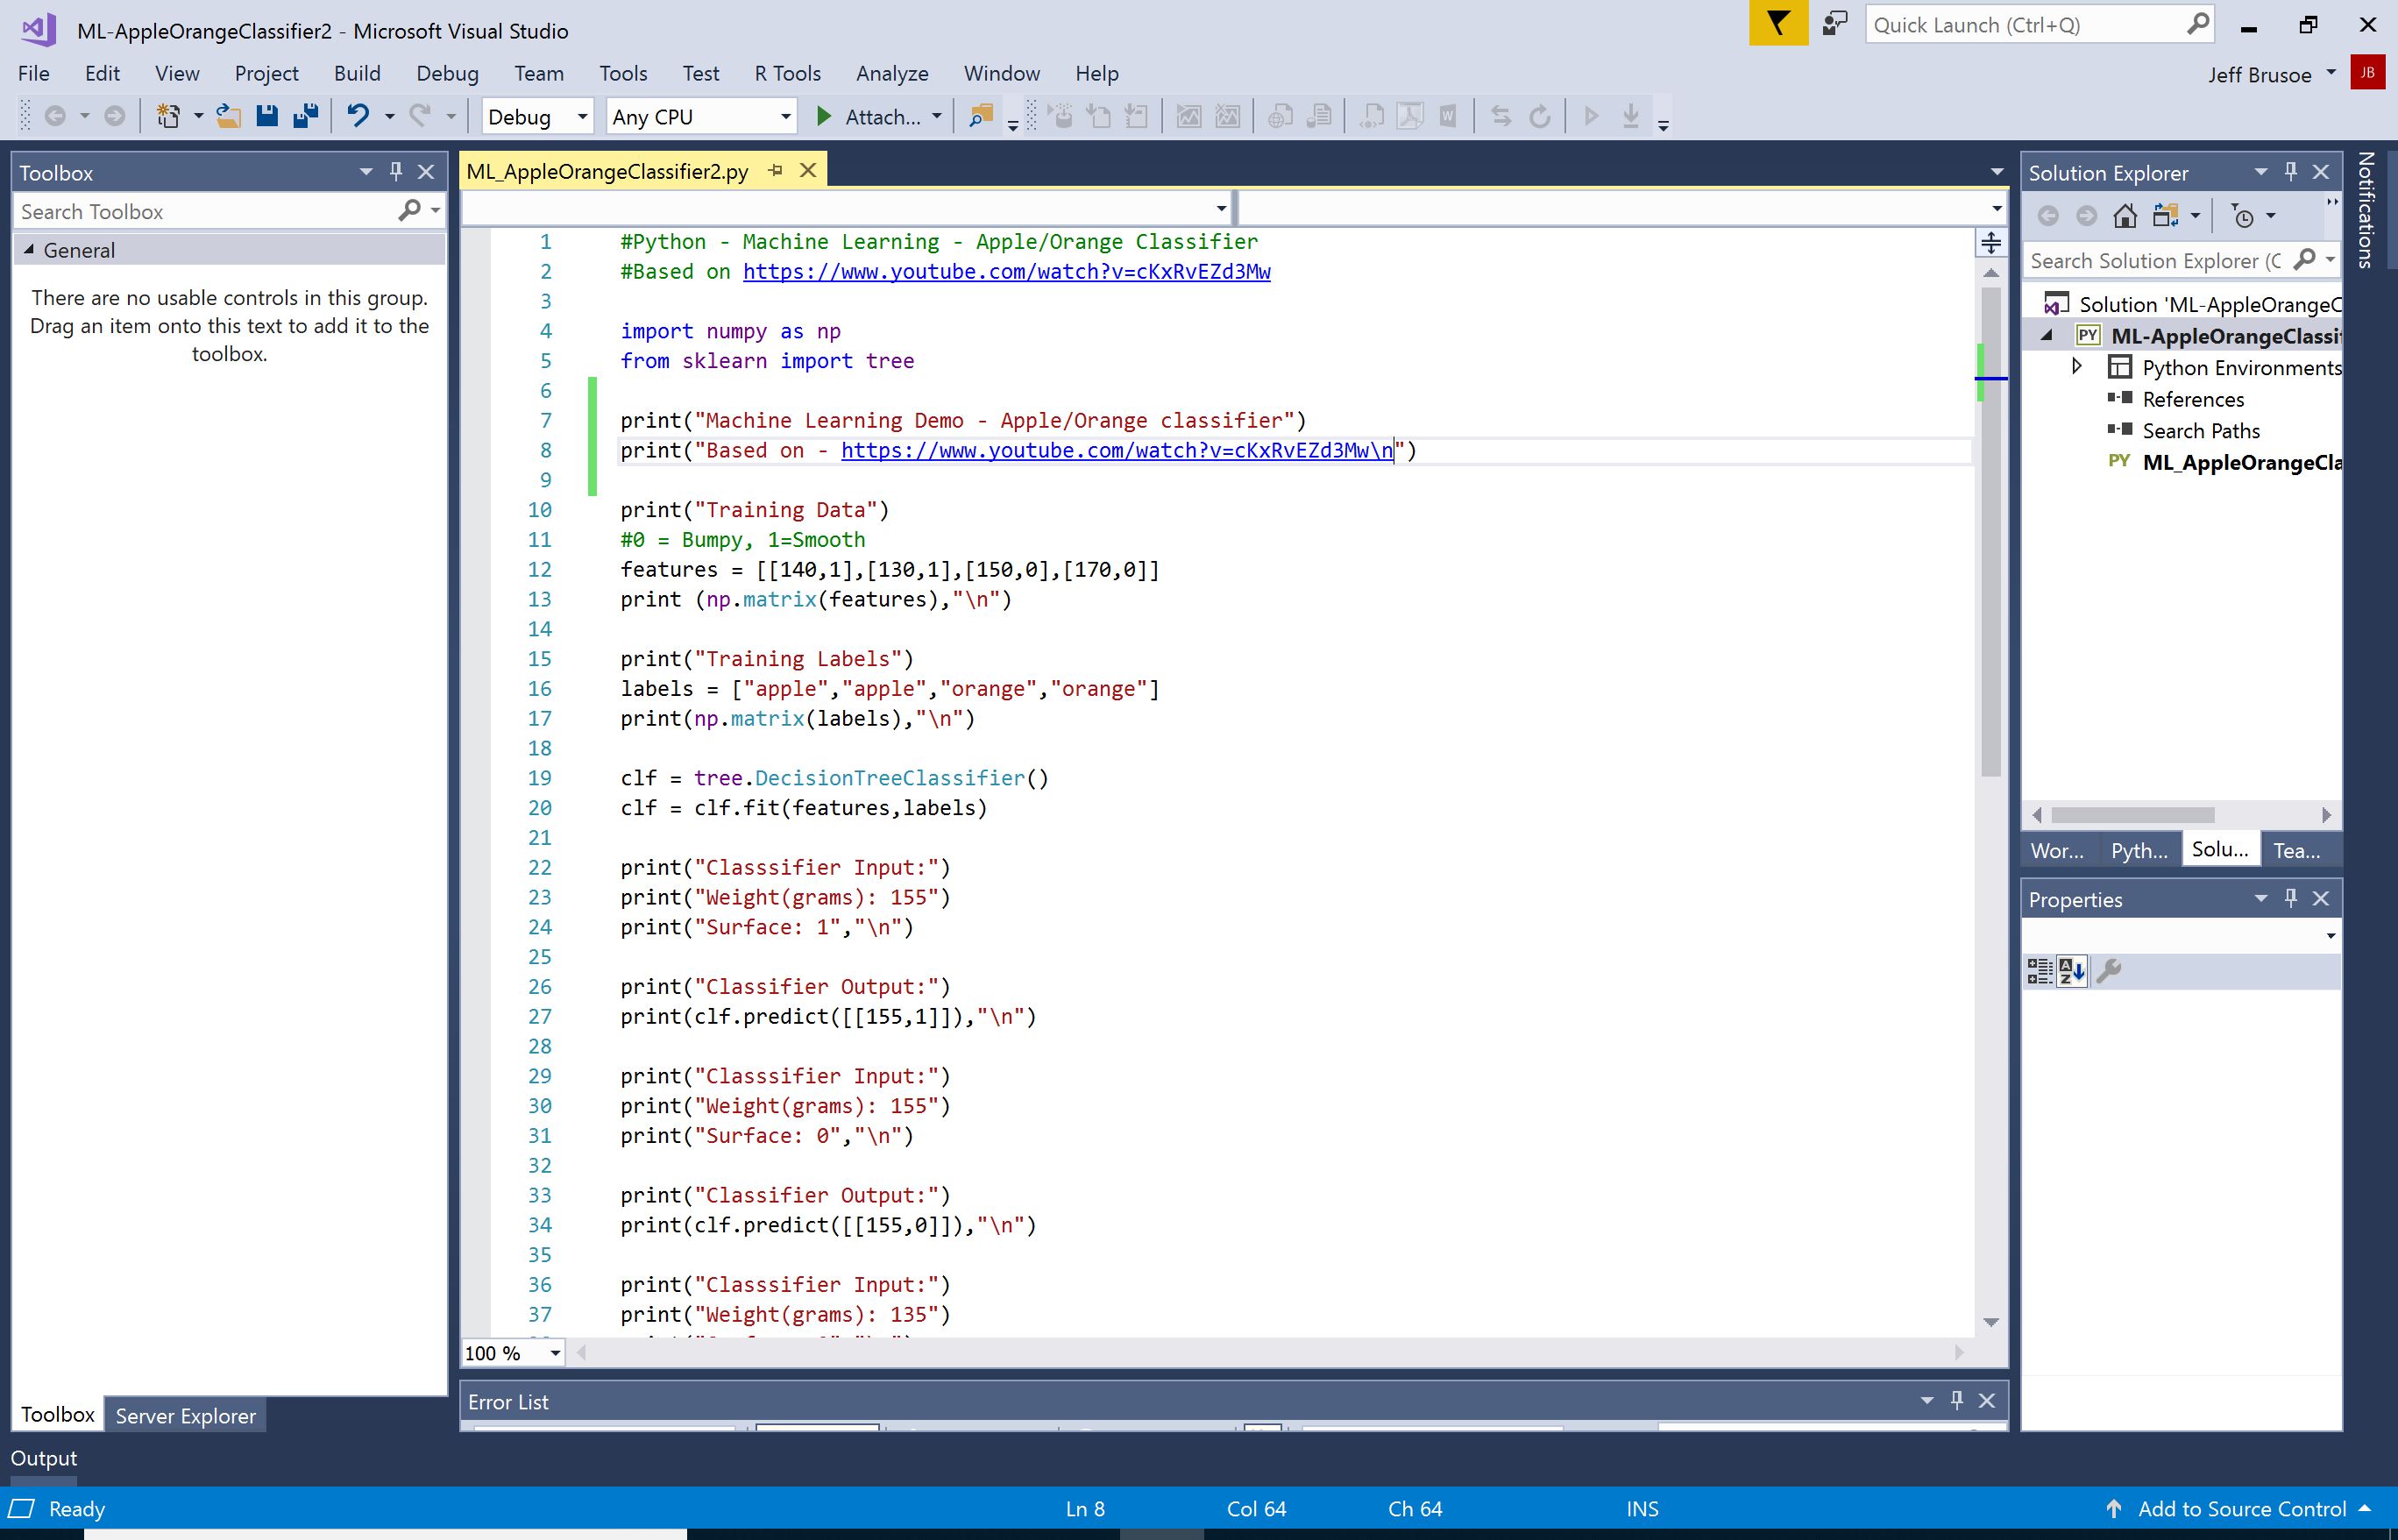 ML-AppleOrangeClassifier2 - Microsoft Visual Studio
Quick Launch (Ctrl+Q)
File Edit View Project Build Debug Team Tools Test R Tools Analyze Window Help
Jeff Brusoe JB
Debug Any CPU Attach...
Toolbox
Search Toolbox
General
There are no usable controls in this group.
Drag an item onto this text to add it to the
toolbox.
Toolbox Server Explorer
ML_AppleOrangeClassifier2.py
1 #Python - Machine Learning - Apple/Orange Classifier
2 #Based on https://www.youtube.com/watch?v=cKxRvEZd3Mw
3
4 import numpy as np
5 from sklearn import tree
6
7 print("Machine Learning Demo - Apple/Orange classifier")
8 print("Based on - https://www.youtube.com/watch?v=cKxRvEZd3Mw\n")
9
10 print("Training Data")
11 #0 = Bumpy, 1=Smooth
12 features = [[140,1],[130,1],[150,0],[170,0]]
13 print (np.matrix(features),"\n")
14
15 print("Training Labels")
16 labels = ["apple","apple","orange","orange"]
17 print(np.matrix(labels),"\n")
18
19 clf = tree.DecisionTreeClassifier()
20 clf = clf.fit(features,labels)
21
22 print("Classsifier Input:")
23 print("Weight(grams): 155")
24 print("Surface: 1","\n")
25
26 print("Classifier Output:")
27 print(clf.predict([[155,1]]),"\n")
28
29 print("Classsifier Input:")
30 print("Weight(grams): 155")
31 print("Surface: 0","\n")
32
33 print("Classifier Output:")
34 print(clf.predict([[155,0]]),"\n")
35
36 print("Classsifier Input:")
37 print("Weight(grams): 135")
100 %
Error List
Solution Explorer
Search Solution Explorer (C
Solution 'ML-AppleOrangeC
PY ML-AppleOrangeClassif
Python Environments
References
Search Paths
PY ML_AppleOrangeCla
Wor... Pyth... Solu... Tea...
Properties
Notifications
Output
Ready Ln 8 Col 64 Ch 64 INS Add to Source Control